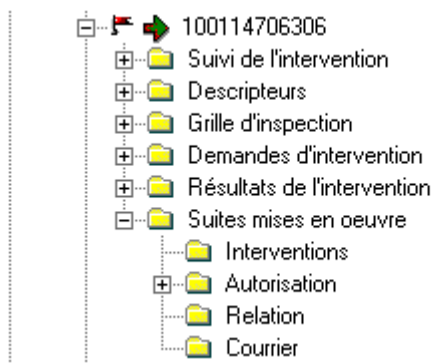 100114706306
Suivi de l'intervention
Descripteurs
Grille d'inspection
Demandes d'intervention
Résultats de l'intervention
Suites mises en oeuvre
Interventions
Autorisation
Relation
Courrier